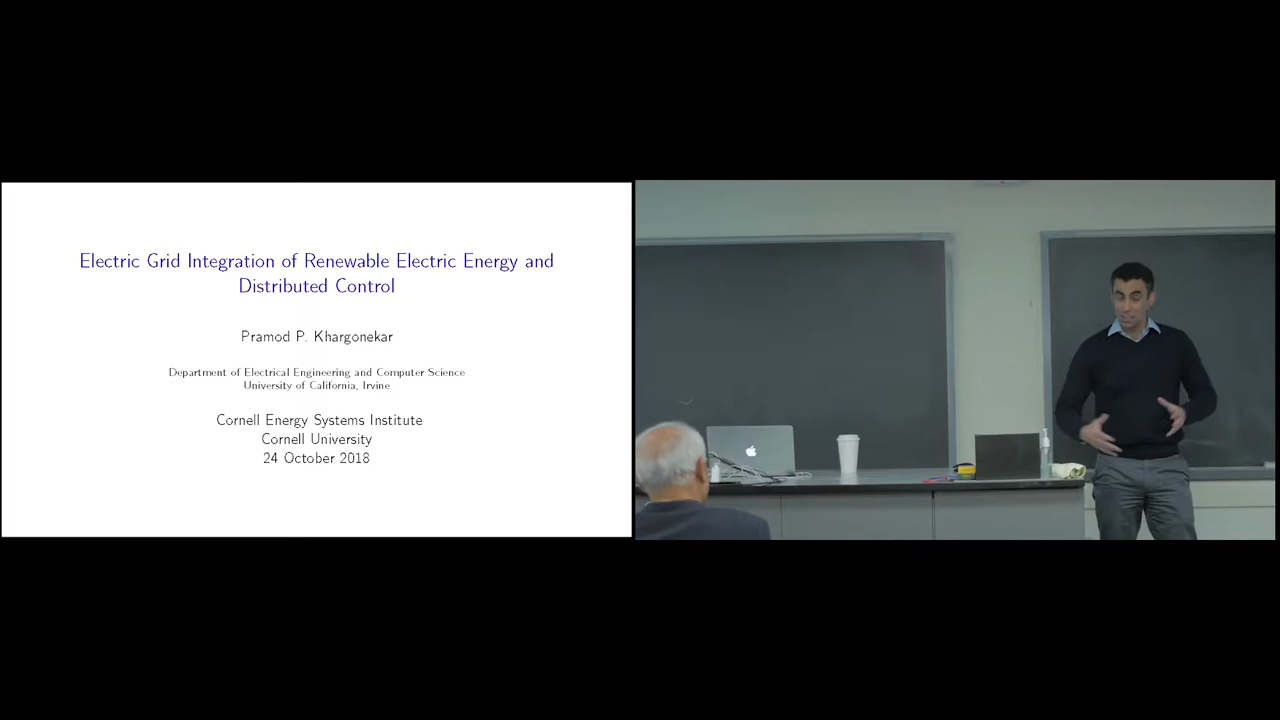 Electric Grid Integration of Renewable Electric Energy and
Distributed Control
Pramod P. Khargonekar
Department of Electrical Engineering and Computer Science
University of California, Irvine
Cornell Energy Systems Institute
Cornell University
24 October 2018